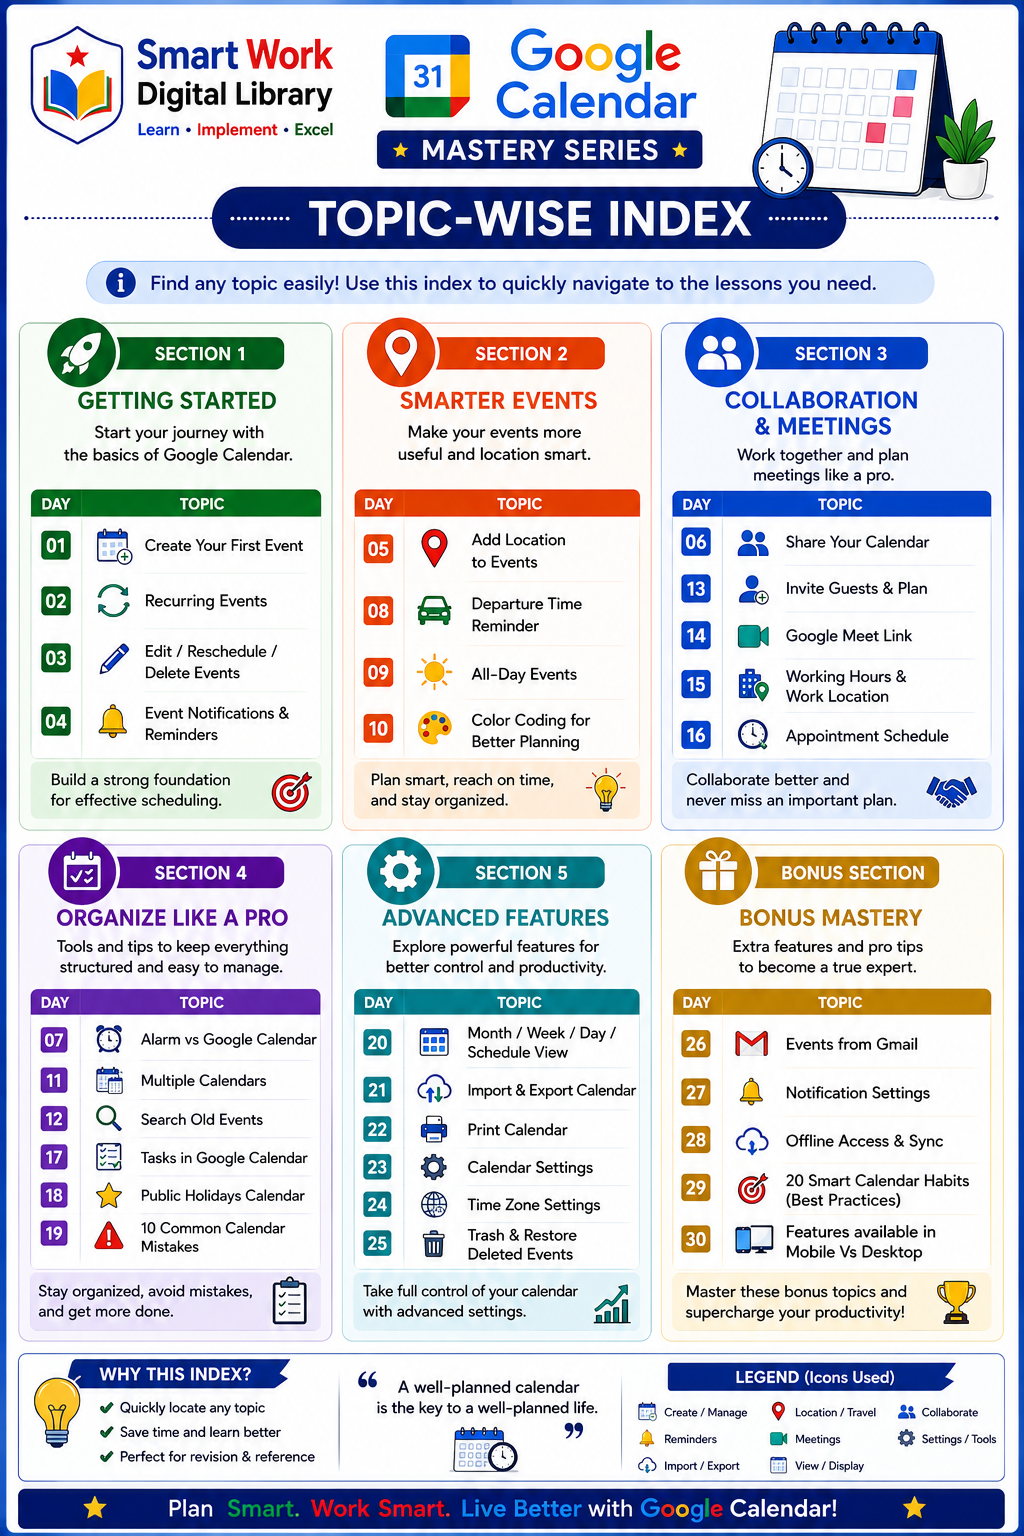 Smart Work
Digital Library
Learn • Implement • Excel
31
Google
Calendar
MASTERY SERIES
TOPIC-WISE INDEX
Find any topic easily! Use this index to quickly navigate to the lessons you need.
SECTION 1
GETTING STARTED
Start your journey with
the basics of Google Calendar.
DAY TOPIC
01 Create Your First Event
02 Recurring Events
03 Edit / Reschedule /
Delete Events
04 Event Notifications &
Reminders
Build a strong foundation
for effective scheduling.
SECTION 2
SMARTER EVENTS
Make your events more
useful and location smart.
DAY TOPIC
05 Add Location
to Events
08 Departure Time
Reminder
09 All-Day Events
10 Color Coding for
Better Planning
Plan smart, reach on time,
and stay organized.
SECTION 3
COLLABORATION
& MEETINGS
Work together and plan
meetings like a pro.
DAY TOPIC
06 Share Your Calendar
13 Invite Guests & Plan
14 Google Meet Link
15 Working Hours &
Work Location
16 Appointment Schedule
Collaborate better and
never miss an important plan.
SECTION 4
ORGANIZE LIKE A PRO
Tools and tips to keep everything
structured and easy to manage.
DAY TOPIC
07 Alarm vs Google Calendar
11 Multiple Calendars
12 Search Old Events
17 Tasks in Google Calendar
18 Public Holidays Calendar
19 10 Common Calendar
Mistakes
Stay organized, avoid mistakes,
and get more done.
SECTION 5
ADVANCED FEATURES
Explore powerful features for
better control and productivity.
DAY TOPIC
20 Month / Week / Day /
Schedule View
21 Import & Export Calendar
22 Print Calendar
23 Calendar Settings
24 Time Zone Settings
25 Trash & Restore
Deleted Events
Take full control of your calendar
with advanced settings.
BONUS SECTION
BONUS MASTERY
Extra features and pro tips
to become a true expert.
DAY TOPIC
26 Events from Gmail
27 Notification Settings
28 Offline Access & Sync
29 20 Smart Calendar Habits
(Best Practices)
30 Features available in
Mobile Vs Desktop
Master these bonus topics and
supercharge your productivity!
WHY THIS INDEX?
Quickly locate any topic
Save time and learn better
Perfect for revision & reference
“ A well-planned calendar
is the key to a well-planned life. ”
LEGEND (Icons Used)
Create / Manage Location / Travel Collaborate
Reminders Meetings Settings / Tools
Import / Export View / Display
Plan Smart. Work Smart. Live Better with Google Calendar!